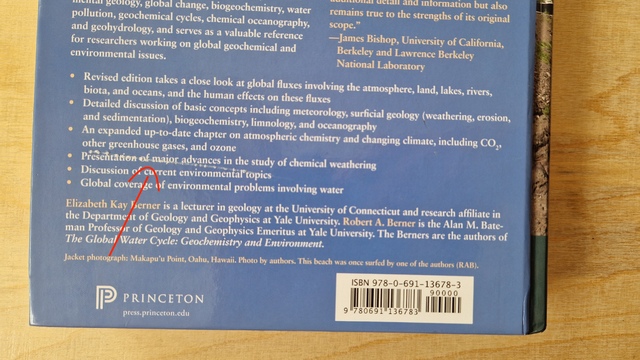 mental geology, global change, biogeochemistry, water
pollution, geochemical cycles, chemical oceanography,
and geohydrology, and serves as a valuable reference
for researchers working on global geochemical and
environmental issues.
additional detail and information but also
remains true to the strengths of its original
scope."
—James Bishop, University of California,
Berkeley and Lawrence Berkeley
National Laboratory
• Revised edition takes a close look at global fluxes involving the atmosphere, land, lakes, rivers,
biota, and oceans, and the human effects on these fluxes
• Detailed discussion of basic concepts including meteorology, surficial geology (weathering, erosion,
and sedimentation), biogeochemistry, limnology, and oceanography
• An expanded up-to-date chapter on atmospheric chemistry and changing climate, including CO₂,
other greenhouse gases, and ozone
• Presentation of major advances in the study of chemical weathering
• Discussion of current environmental topics
• Global coverage of environmental problems involving water
Elizabeth Kay Berner is a lecturer in geology at the University of Connecticut and research affiliate in
the Department of Geology and Geophysics at Yale University. Robert A. Berner is the Alan M. Bate-
man Professor of Geology and Geophysics Emeritus at Yale University. The Berners are the authors of
The Global Water Cycle: Geochemistry and Environment.
Jacket photograph: Makapu'u Point, Oahu, Hawaii. Photo by authors. This beach was once surfed by one of the authors (RAB).
PRINCETON
press.princeton.edu
ISBN 978-0-691-13678-3
90000
9 780691 136783